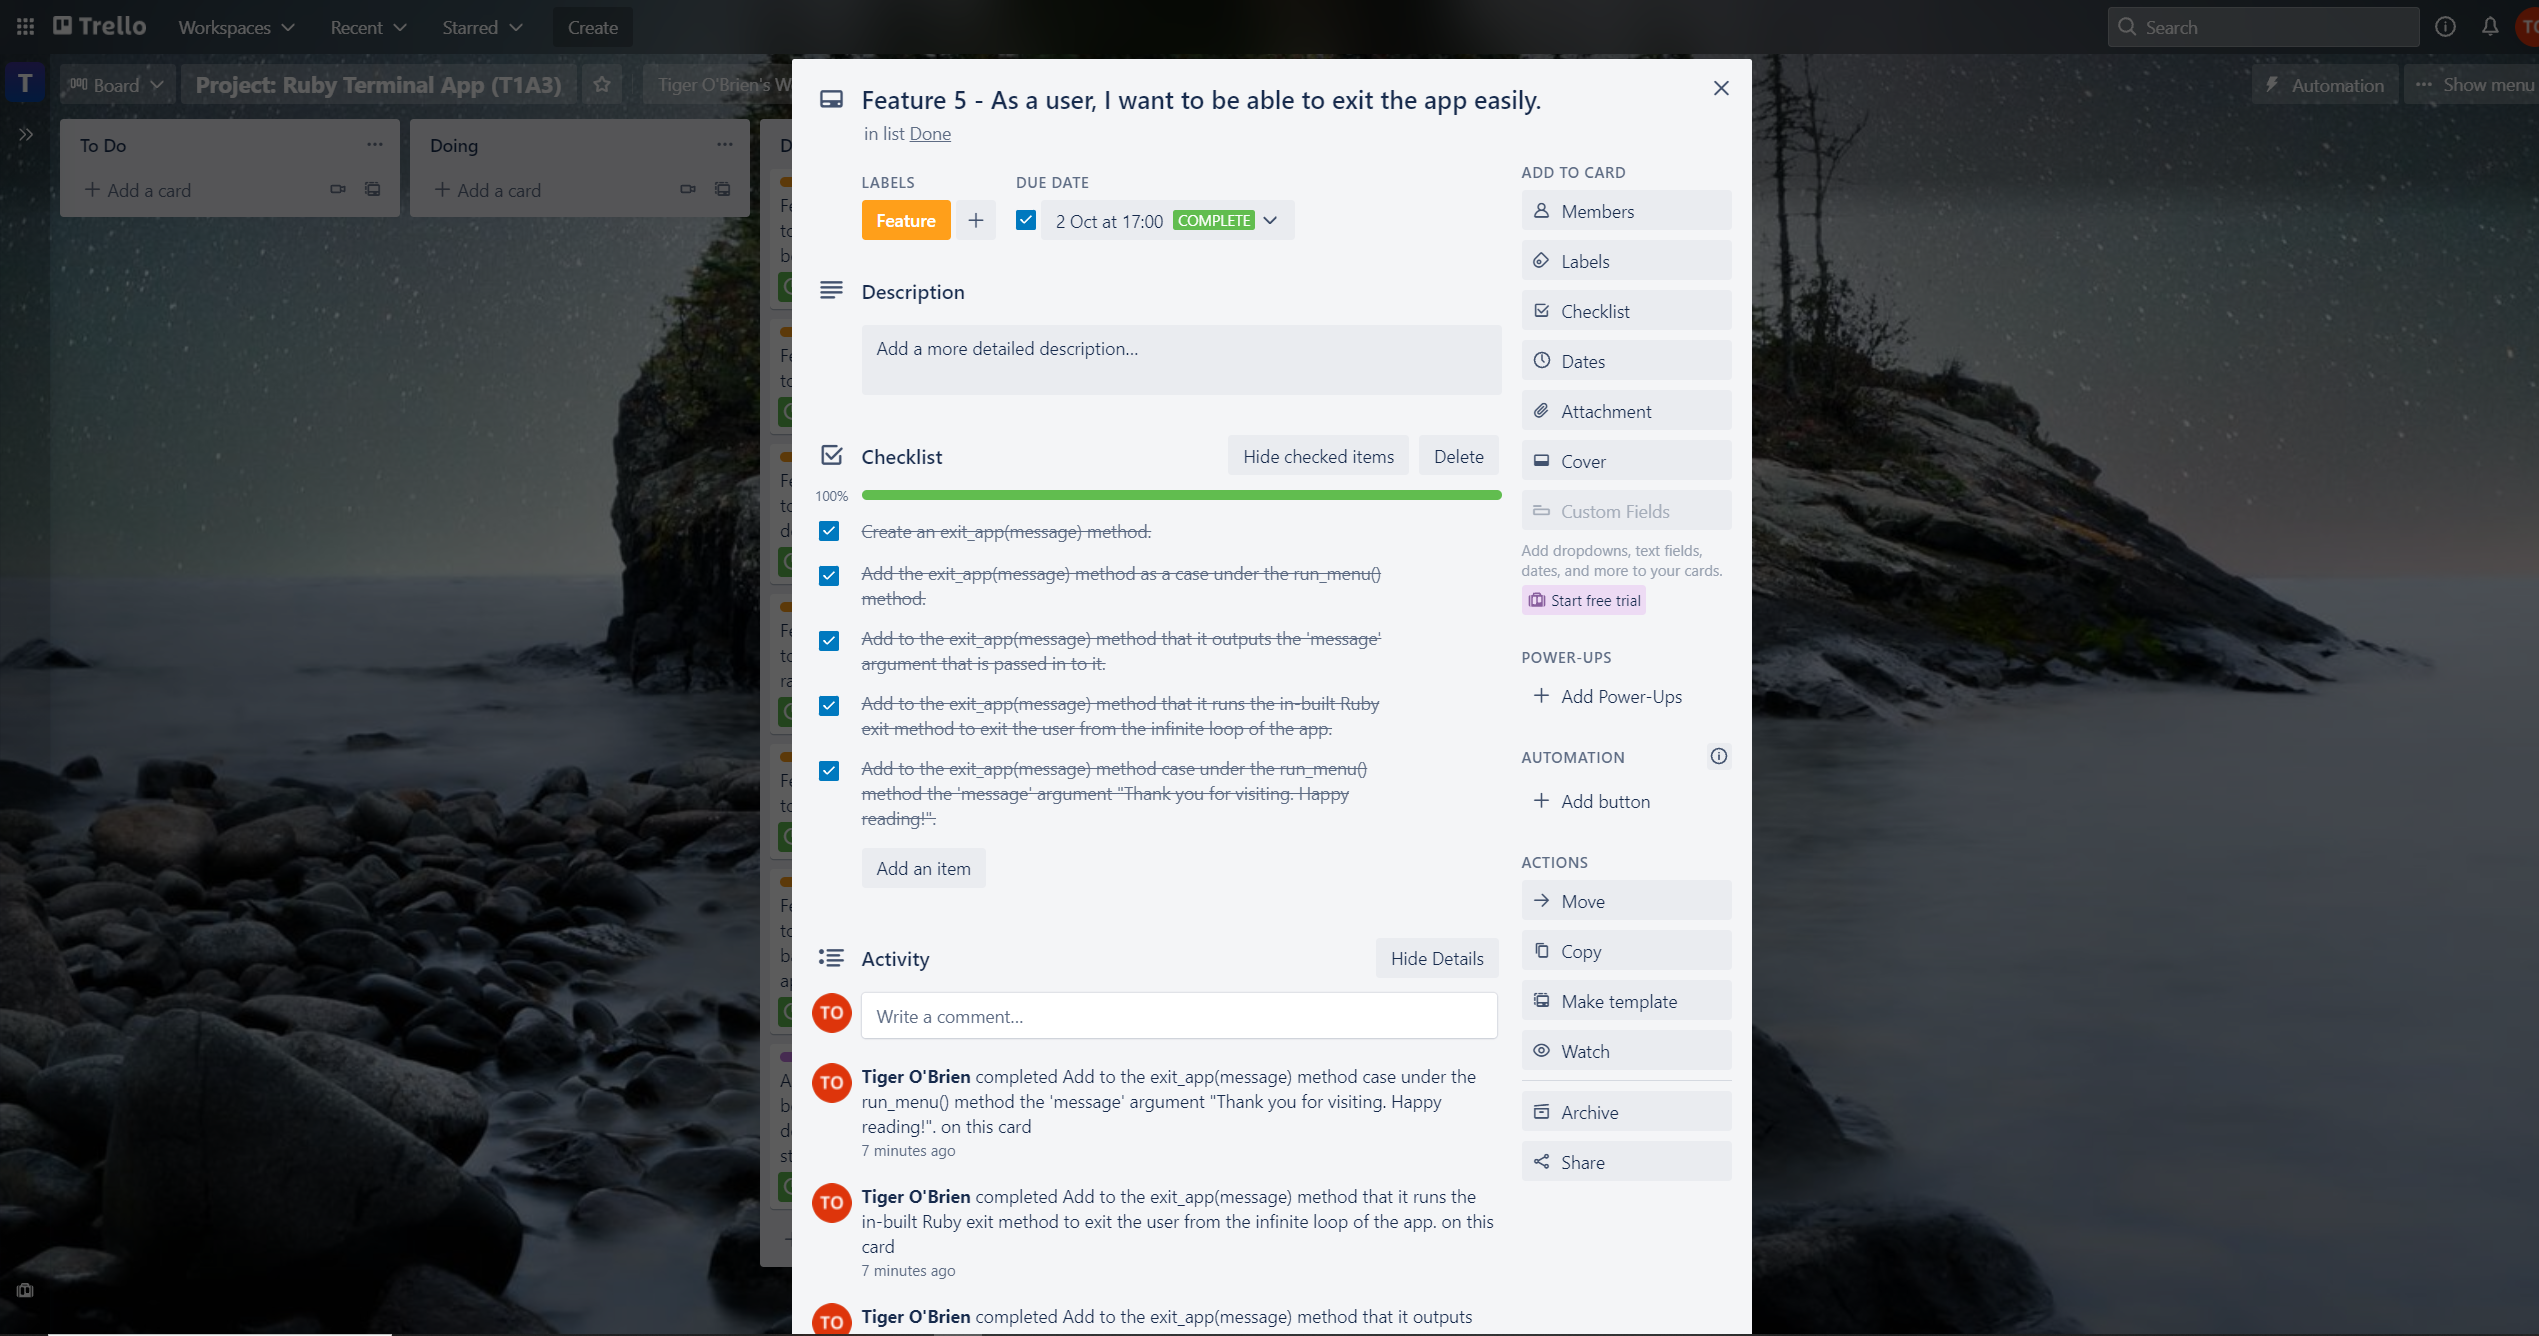 Trello
Workspaces
Recent
Starred
Create
Search
T
Board
Project: Ruby Terminal App (T1A3)
Tiger O'Brien's
Automation
Show menu
To Do
Add a card
Doing
Add a card
Feature 5 - As a user, I want to be able to exit the app easily.
in list Done
LABELS
DUE DATE
Feature
2 Oct at 17:00 COMPLETE
Description
Add a more detailed description...
Checklist
Hide checked items
Delete
100%
Create an exit_app(message) method.
Add the exit_app(message) method as a case under the run_menu()
method.
Add to the exit_app(message) method that it outputs the 'message'
argument that is passed in to it.
Add to the exit_app(message) method that it runs the in-built Ruby
exit method to exit the user from the infinite loop of the app.
Add to the exit_app(message) method case under the run_menu()
method the 'message' argument "Thank you for visiting. Happy
reading!".
Add an item
Activity
Hide Details
TO
Write a comment...
TO
Tiger O'Brien completed Add to the exit_app(message) method case under the
run_menu() method the 'message' argument "Thank you for visiting. Happy
reading!". on this card
7 minutes ago
TO
Tiger O'Brien completed Add to the exit_app(message) method that it runs the
in-built Ruby exit method to exit the user from the infinite loop of the app. on this
card
7 minutes ago
TO
Tiger O'Brien completed Add to the exit_app(message) method that it outputs
ADD TO CARD
Members
Labels
Checklist
Dates
Attachment
Cover
Custom Fields
Add dropdowns, text fields,
dates, and more to your cards.
Start free trial
POWER-UPS
Add Power-Ups
AUTOMATION
Add button
ACTIONS
Move
Copy
Make template
Watch
Archive
Share